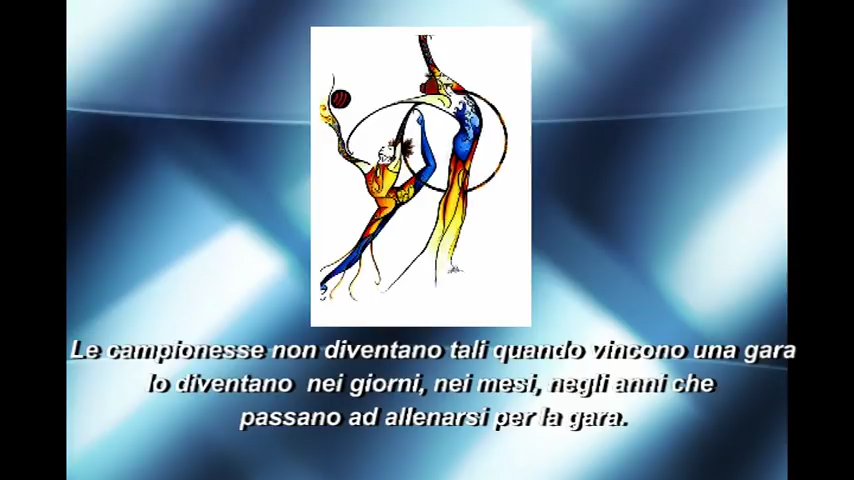 Le campionesse non diventano tali quando vincono una gara
lo diventano nei giorni, nei mesi, negli anni che
passano ad allenarsi per la gara.